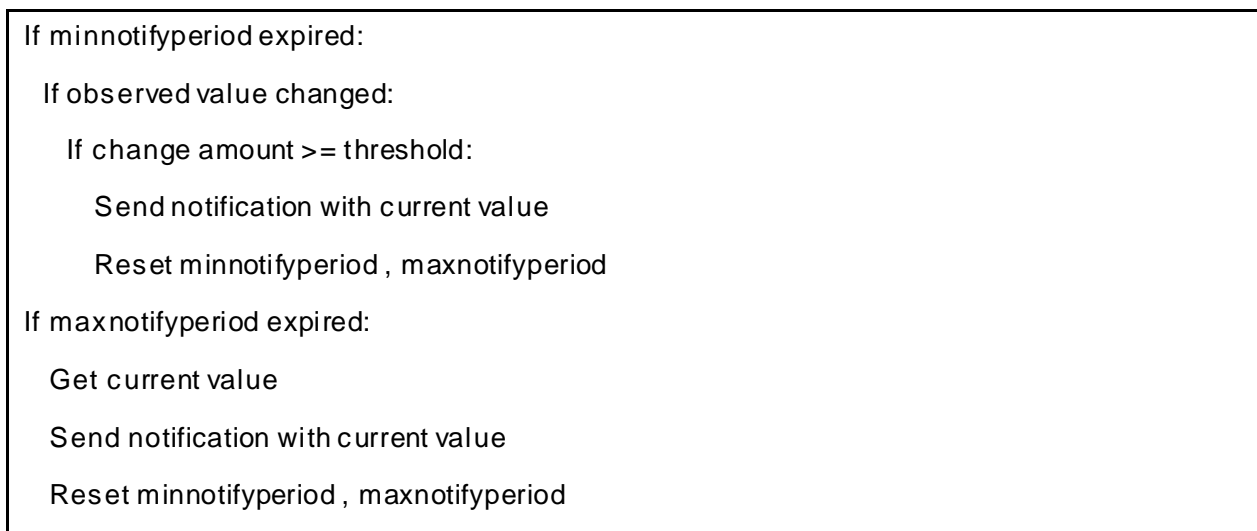 If minnotifyperiod expired:
If observed value changed:
If change amount >= threshold:
Send notification with current value
Reset minnotifyperiod , maxnotifyperiod
If maxnotifyperiod expired:
Get current value
Send notification with current value
Reset minnotifyperiod , maxnotifyperiod